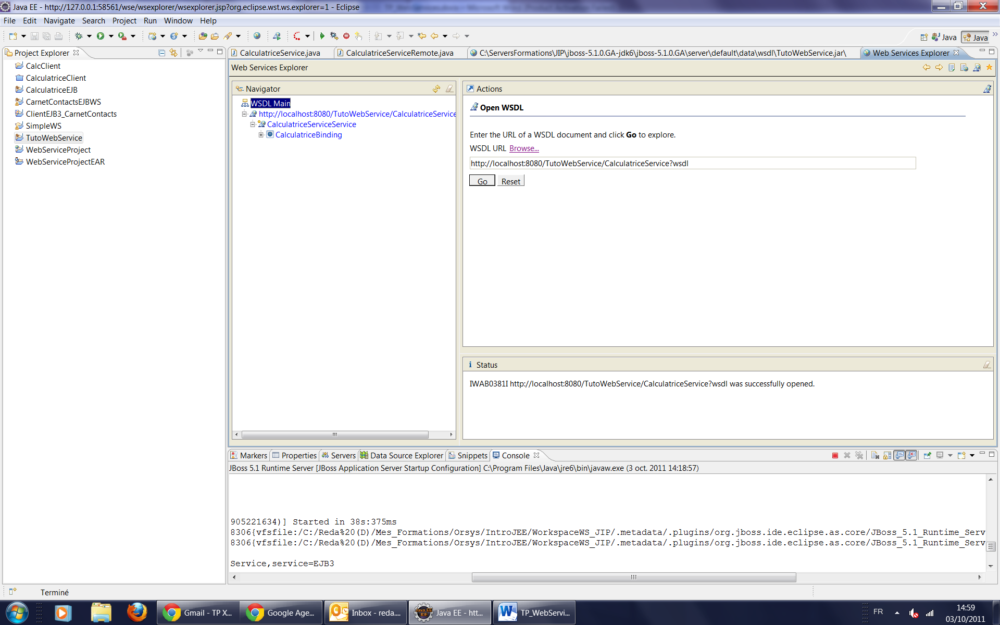 Java EE - http://127.0.0.1:58561/wse/wsexplorer/wsexplorer.jsp?org.eclipse.wst.ws.explorer=1 - Eclipse
File Edit Navigate Search Project Run Window Help
Java Java
Project Explorer
CalcClient
CalculatriceClient
CalculatriceEJB
CarnetContactsEJBWS
ClientEJB3_CarnetContacts
SimpleWS
TutoWebService
WebServiceProject
WebServiceProjectEAR
CalculatriceService.java CalculatriceServiceRemote.java C:\ServersFormations\JIP\jboss-5.1.0.GA-jdk6\jboss-5.1.0.GA\server\default\data\wsdl\TutoWebService.jar\ Web Services Explorer
Web Services Explorer
Navigator
WSDL Main
http://localhost:8080/TutoWebService/CalculatriceService
CalculatriceServiceService
CalculatriceBinding
Actions
Open WSDL
Enter the URL of a WSDL document and click Go to explore.
WSDL URL Browse...
http://localhost:8080/TutoWebService/CalculatriceService?wsdl
Go Reset
Status
IWAB0381I http://localhost:8080/TutoWebService/CalculatriceService?wsdl was successfully opened.
Markers Properties Servers Data Source Explorer Snippets Console
JBoss 5.1 Runtime Server [JBoss Application Server Startup Configuration] C:\Program Files\Java\jre6\bin\javaw.exe (3 oct. 2011 14:18:57)
905221634)] Started in 38s:375ms
8306{vfsfile:/C:/Reda%20(D)/Mes_Formations/Orsys/IntroJEE/WorkspaceWS_JIP/.metadata/.plugins/org.jboss.ide.eclipse.as.core/JBoss_5.1_Runtime_Serv
8306{vfsfile:/C:/Reda%20(D)/Mes_Formations/Orsys/IntroJEE/WorkspaceWS_JIP/.metadata/.plugins/org.jboss.ide.eclipse.as.core/JBoss_5.1_Runtime_Serv
Service,service=EJB3
Terminé
Gmail - TP X... Google Age... Inbox - reda.... Java EE - htt... TP_WebServi...
FR
14:59
03/10/2011